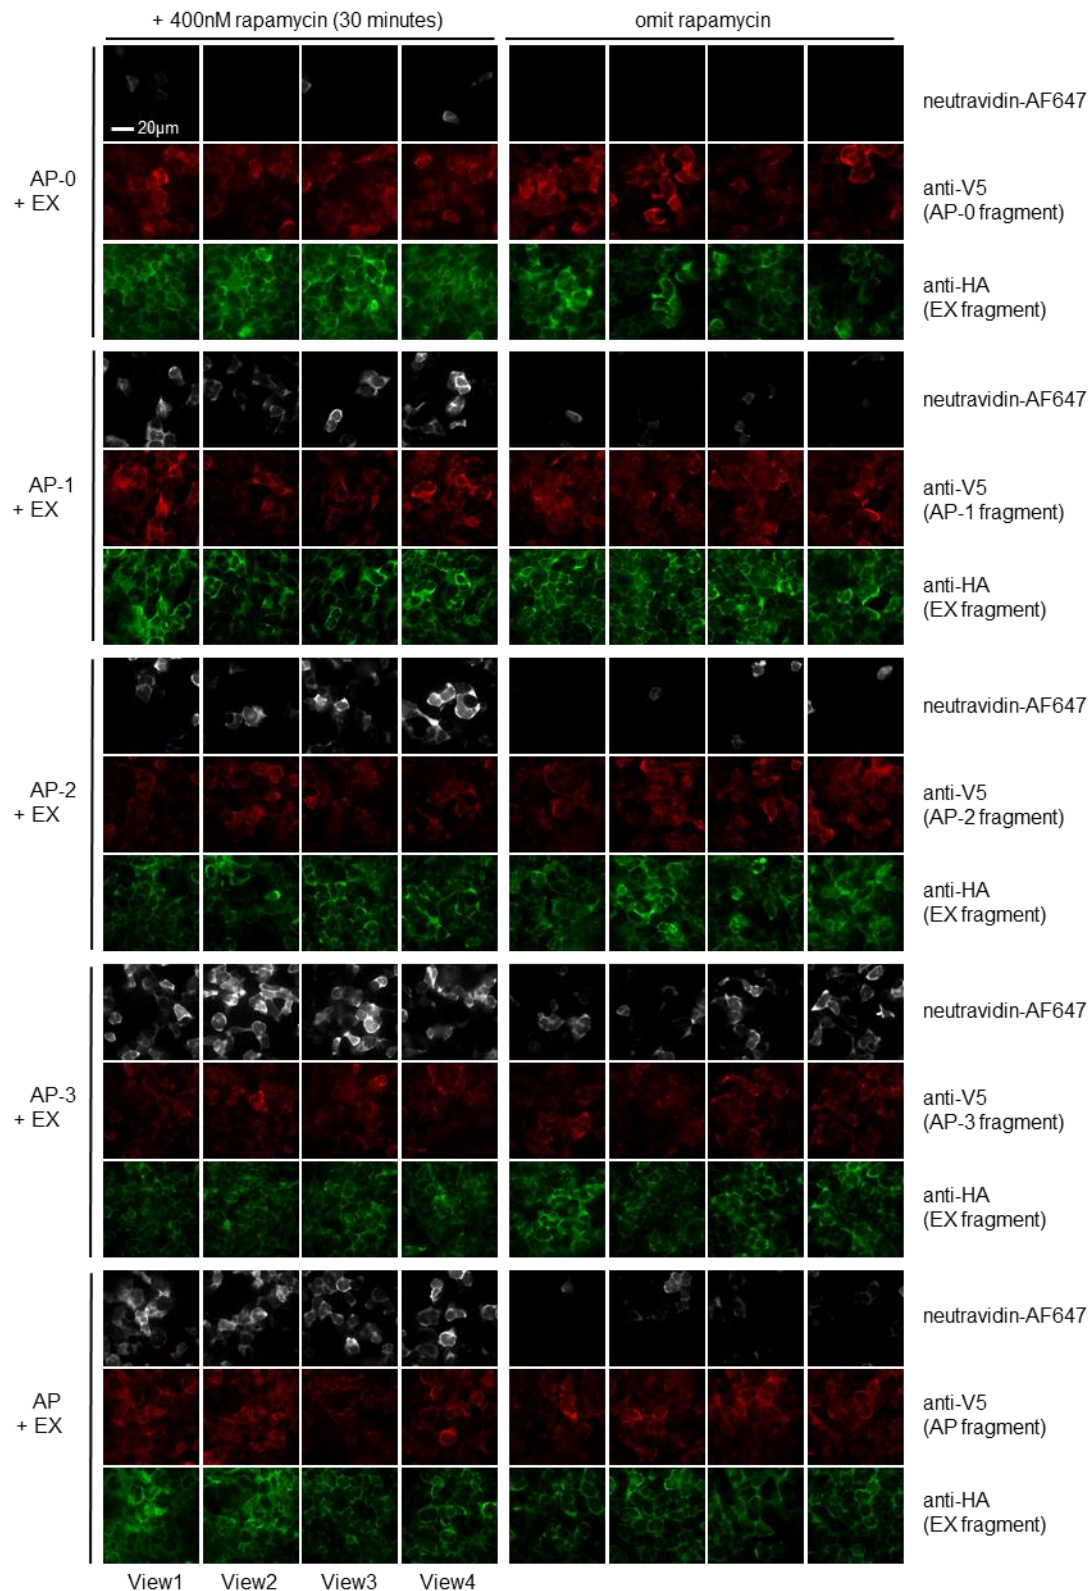 + 400nM rapamycin (30 minutes)
omit rapamycin
20μm
neutravidin-AF647
AP-0
+ EX
anti-V5
(AP-0 fragment)
anti-HA
(EX fragment)
neutravidin-AF647
AP-1
+ EX
anti-V5
(AP-1 fragment)
anti-HA
(EX fragment)
neutravidin-AF647
AP-2
+ EX
anti-V5
(AP-2 fragment)
anti-HA
(EX fragment)
neutravidin-AF647
AP-3
+ EX
anti-V5
(AP-3 fragment)
anti-HA
(EX fragment)
neutravidin-AF647
AP
+ EX
anti-V5
(AP fragment)
anti-HA
(EX fragment)
View1 View2 View3 View4